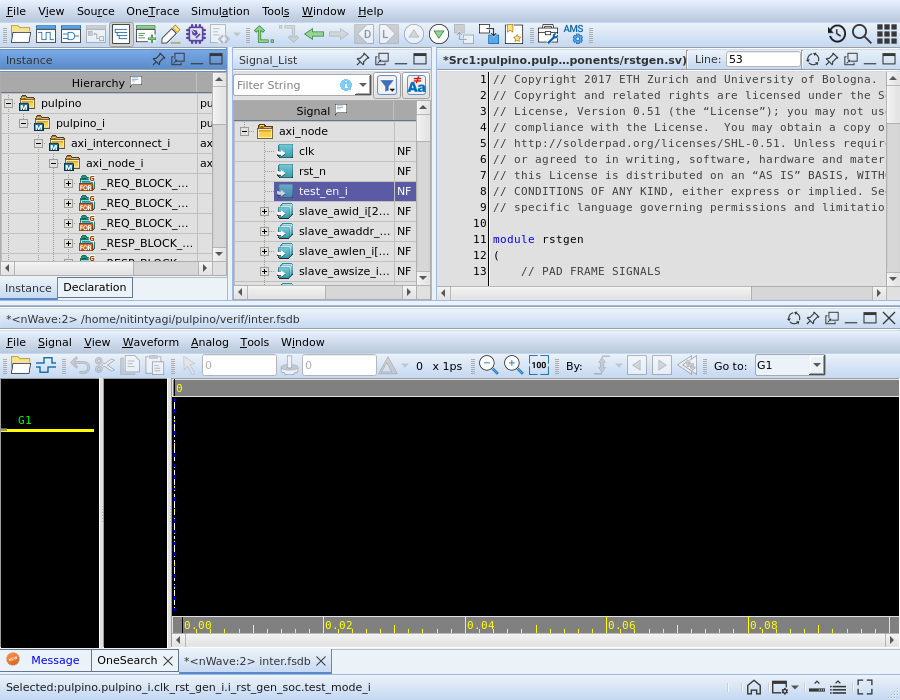 File View Source OneTrace Simulation Tools Window Help
D L AMS
Instance
Hierarchy
pulpino pu
pulpino_i pu
axi_interconnect_i ax
axi_node_i ax
_REQ_BLOCK_...
_REQ_BLOCK_...
_REQ_BLOCK_...
_RESP_BLOCK_...
Instance Declaration
Signal_List
Filter String Aa
Signal
axi_node
clk NF
rst_n NF
test_en_i NF
slave_awid_i[2... NF
slave_awaddr_... NF
slave_awlen_i[... NF
slave_awsize_i... NF
*Src1:pulpino.pulp...ponents/rstgen.sv) Line: 53
1 // Copyright 2017 ETH Zurich and University of Bologna.
2 // Copyright and related rights are licensed under the S
3 // License, Version 0.51 (the “License”); you may not us
4 // compliance with the License.  You may obtain a copy o
5 // http://solderpad.org/licenses/SHL-0.51. Unless requir
6 // or agreed to in writing, software, hardware and mater
7 // this License is distributed on an “AS IS” BASIS, WITH
8 // CONDITIONS OF ANY KIND, either express or implied. Se
9 // specific language governing permissions and limitatio
10
11 module rstgen
12 (
13 // PAD FRAME SIGNALS
*<nWave:2> /home/nitintyagi/pulpino/verif/inter.fsdb
File Signal View Waveform Analog Tools Window
0 0 0 x 1ps 100 By: Go to: G1
0
G1
0.00 0.02 0.04 0.06 0.08
Message OneSearch *<nWave:2> inter.fsdb
Selected:pulpino.pulpino_i.clk_rst_gen_i.i_rst_gen_soc.test_mode_i